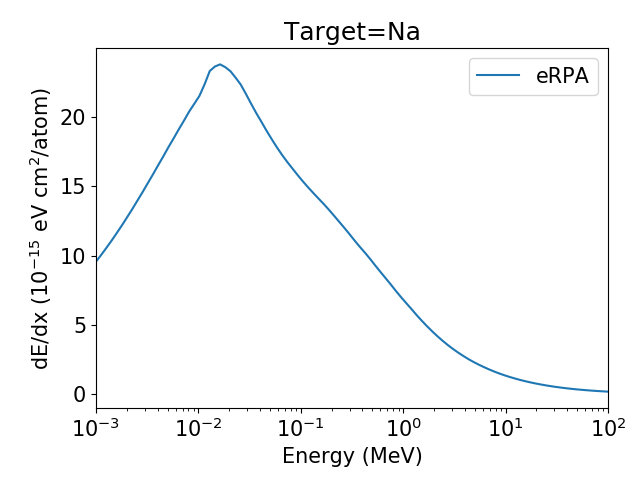 Target=Na
eRPA
dE/dx (10⁻¹⁵ eV cm²/atom)
20
15
10
5
0
10⁻³ 10⁻² 10⁻¹ 10⁰ 10¹ 10²
Energy (MeV)